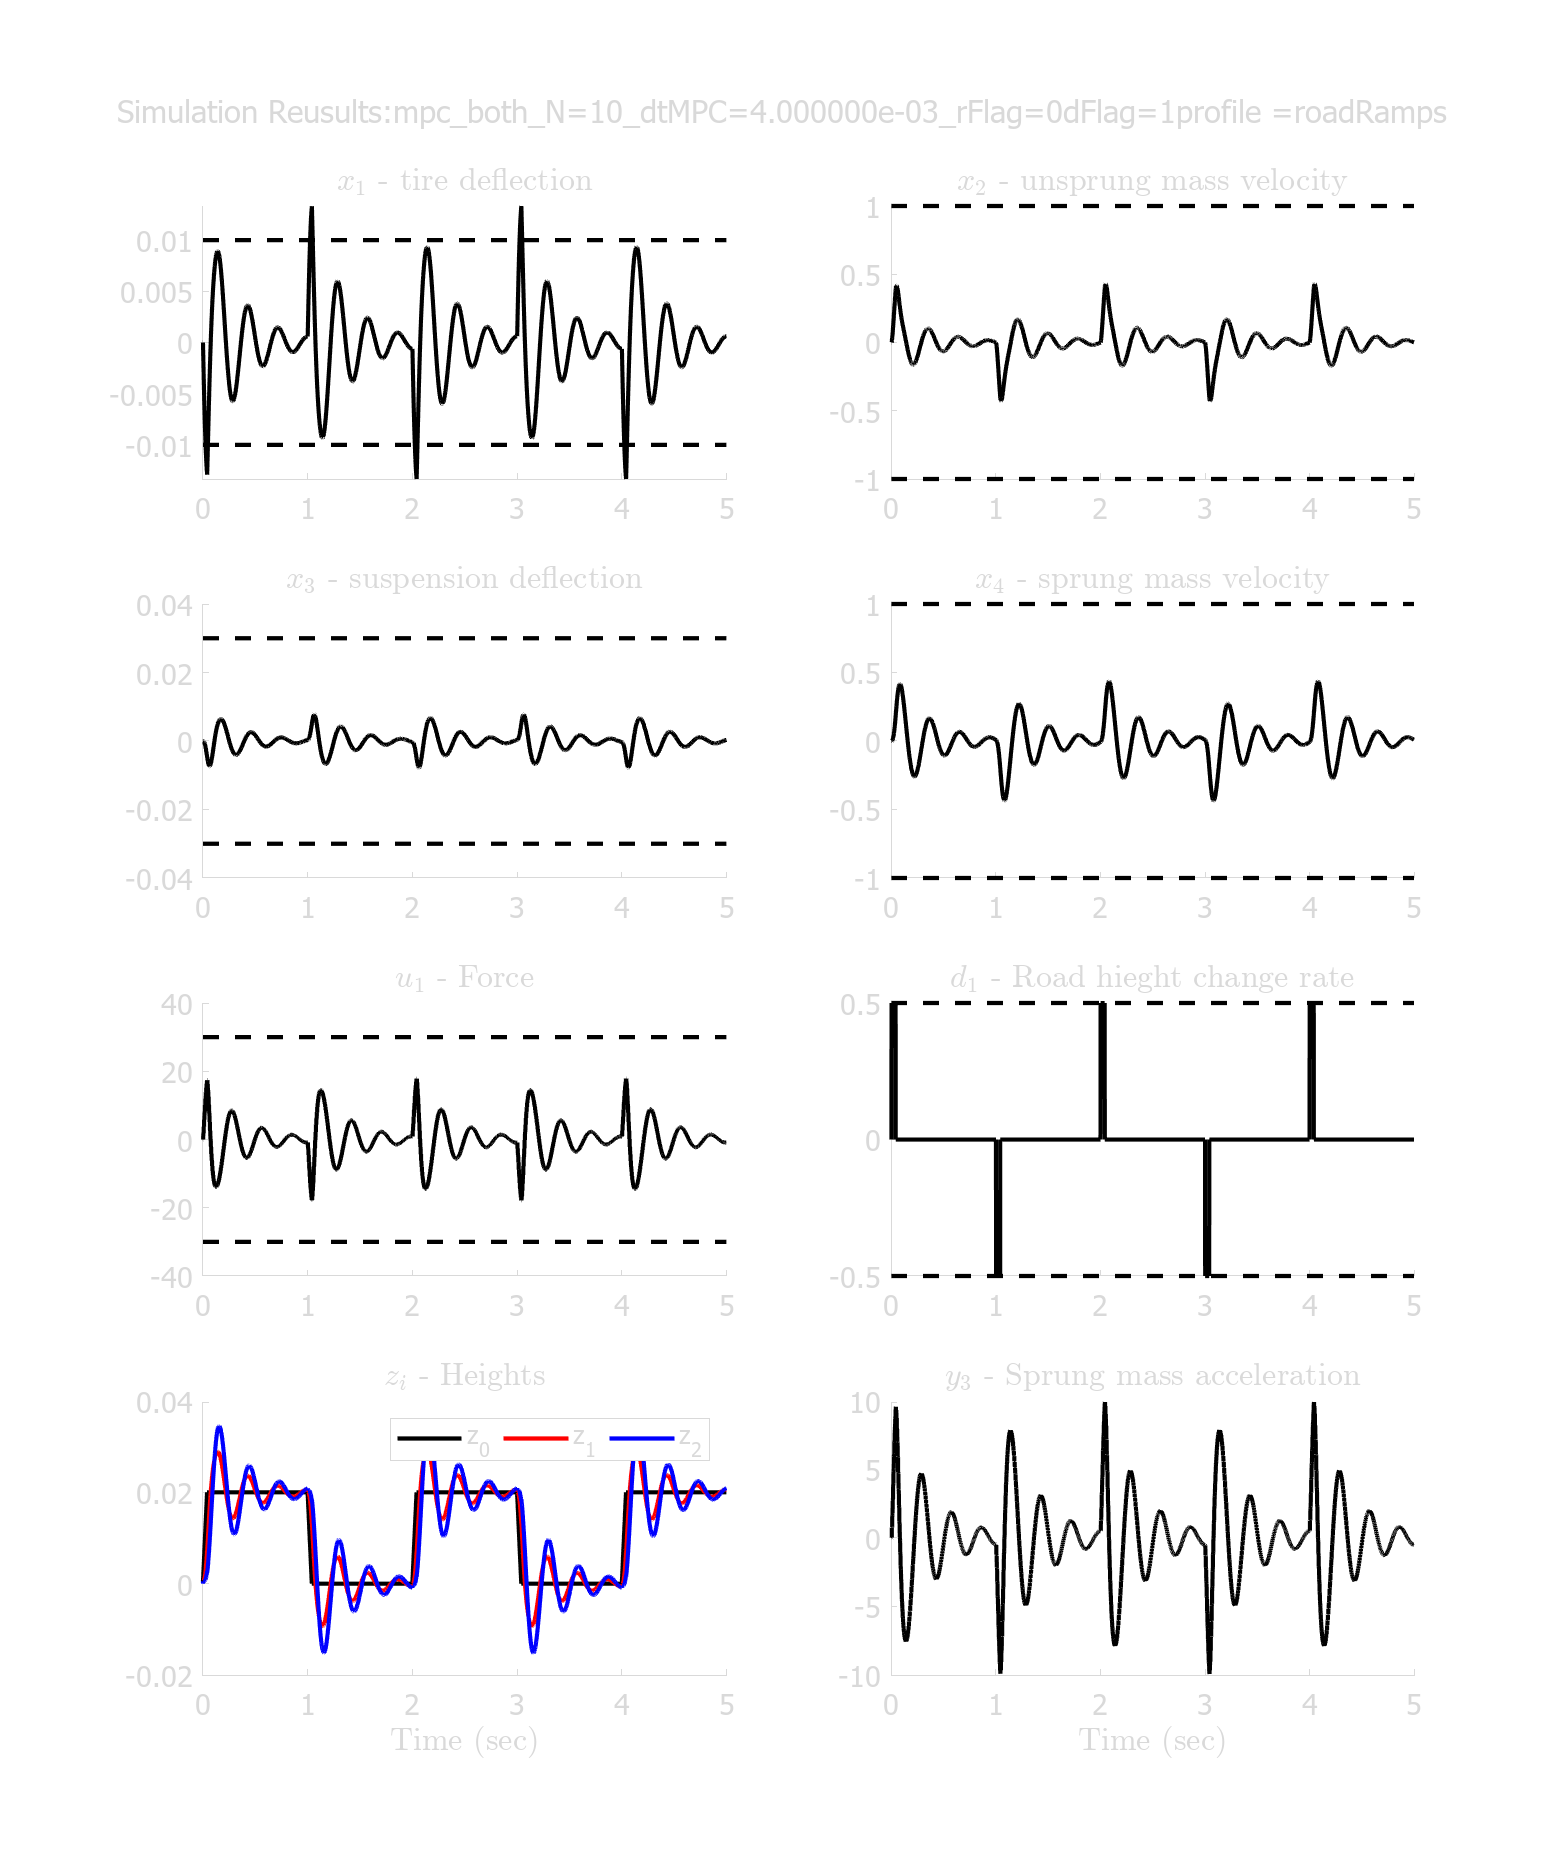 Simulation Reusults:mpc_both_N=10_dtMPC=4.000000e-03_rFlag=0dFlag=1profile =roadRamps
x1 - tire deflection
0.01
0.005
0
-0.005
-0.01
0 1 2 3 4 5
x2 - unsprung mass velocity
1
0.5
0
-0.5
-1
0 1 2 3 4 5
x3 - suspension deflection
0.04
0.02
0
-0.02
-0.04
0 1 2 3 4 5
x4 - sprung mass velocity
1
0.5
0
-0.5
-1
0 1 2 3 4 5
u1 - Force
40
20
0
-20
-40
0 1 2 3 4 5
d1 - Road hieght change rate
0.5
0
-0.5
0 1 2 3 4 5
zi - Heights
0.04
0.02
0
-0.02
z0 z1 z2
0 1 2 3 4 5
Time (sec)
y3 - Sprung mass acceleration
10
5
0
-5
-10
0 1 2 3 4 5
Time (sec)